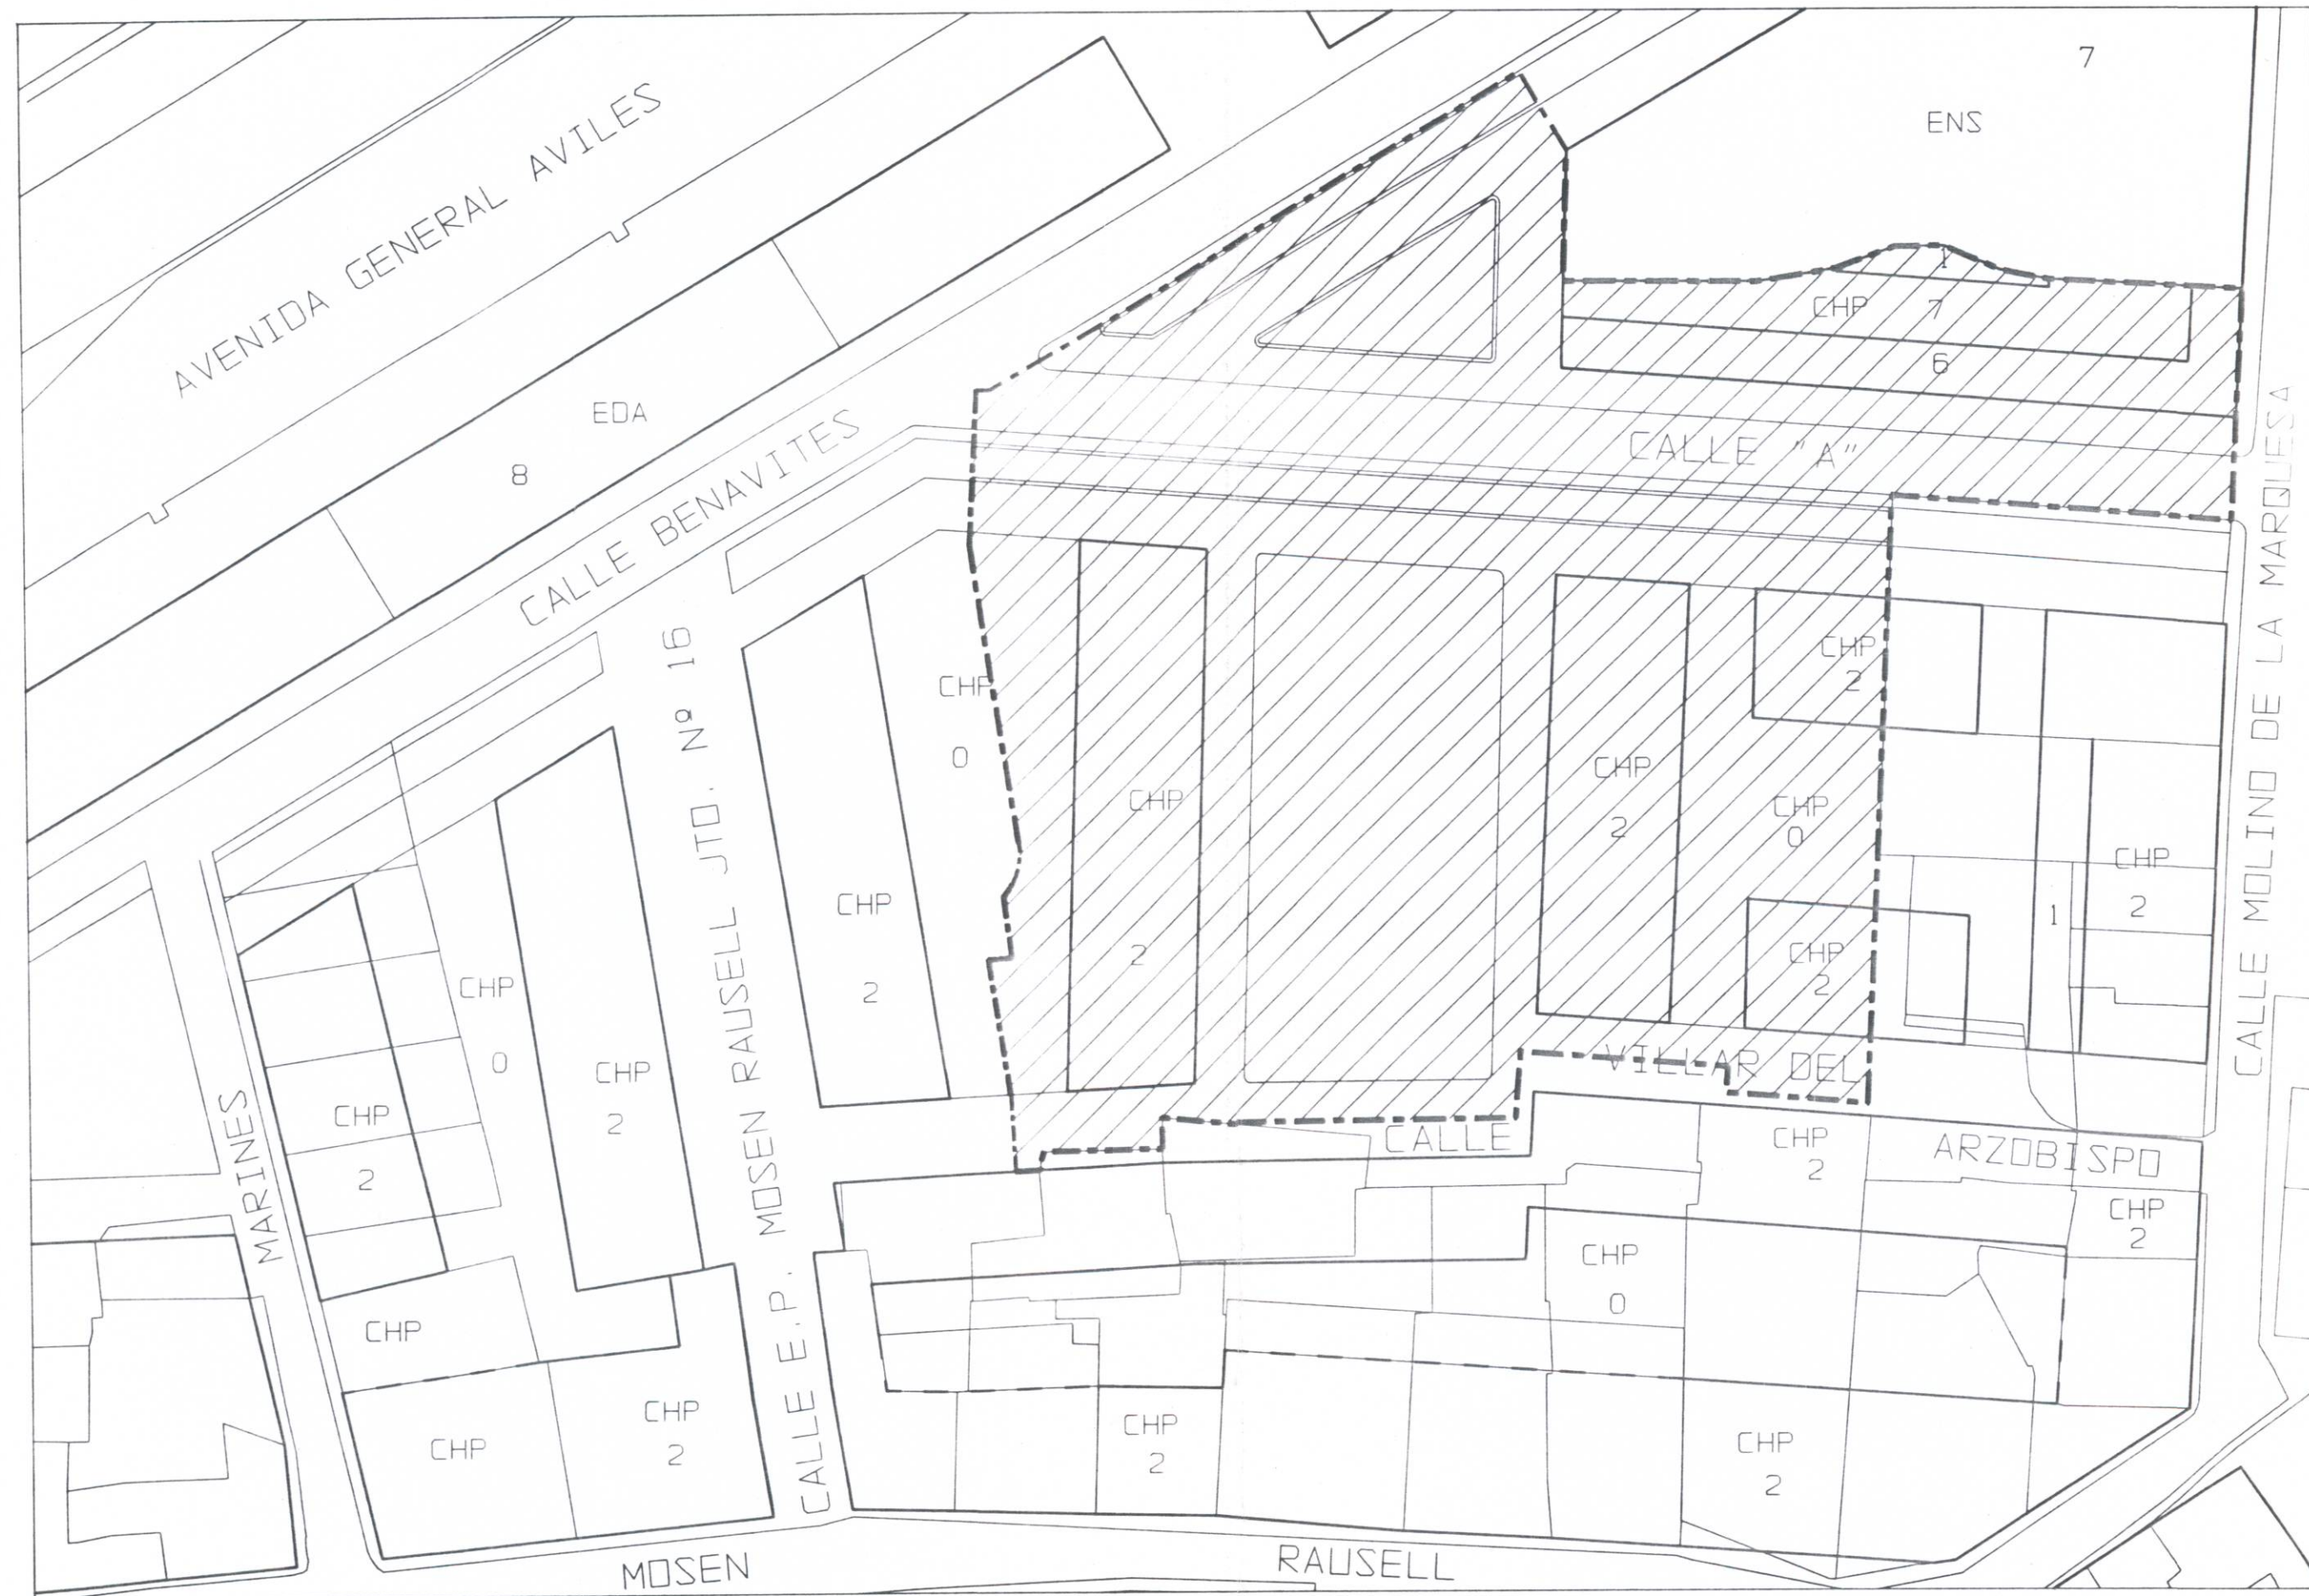 7
ENS
AVENIDA GENERAL AVILES
1
CHP 7
6
EDA
8
CALLE BENAVITES
CALLE "A"
CALLE MOLINO DE LA MARQUESA
CALLE E.P. MOSEN RAUSELL JTO. Nº 16
CHP
0
CHP
2
CHP
2
CHP
0
CHP
2
CHP
2
CHP
2
1
CHP
2
CHP
0
CHP
2
CHP
2
MARINES
VILLAR DEL
CALLE
ARZOBISPO
CHP
2
CHP
2
CHP
0
CHP
CHP
CHP
2
CHP
2
CHP
2
MOSEN
RAUSELL